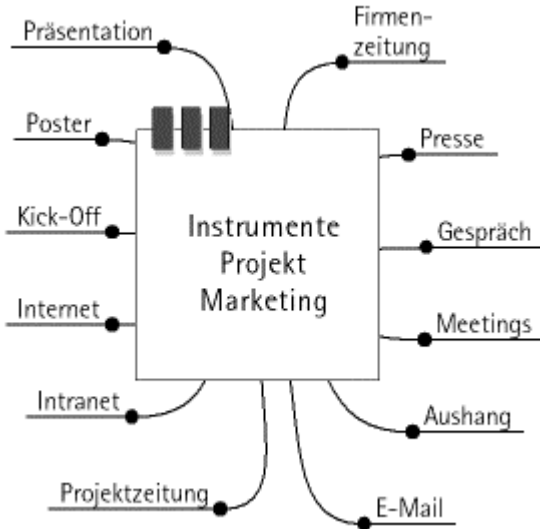 Präsentation
Firmen-
zeitung
Poster
Presse
Kick-Off
Gespräch
Instrumente
Projekt
Marketing
Internet
Meetings
Intranet
Aushang
Projektzeitung
E-Mail